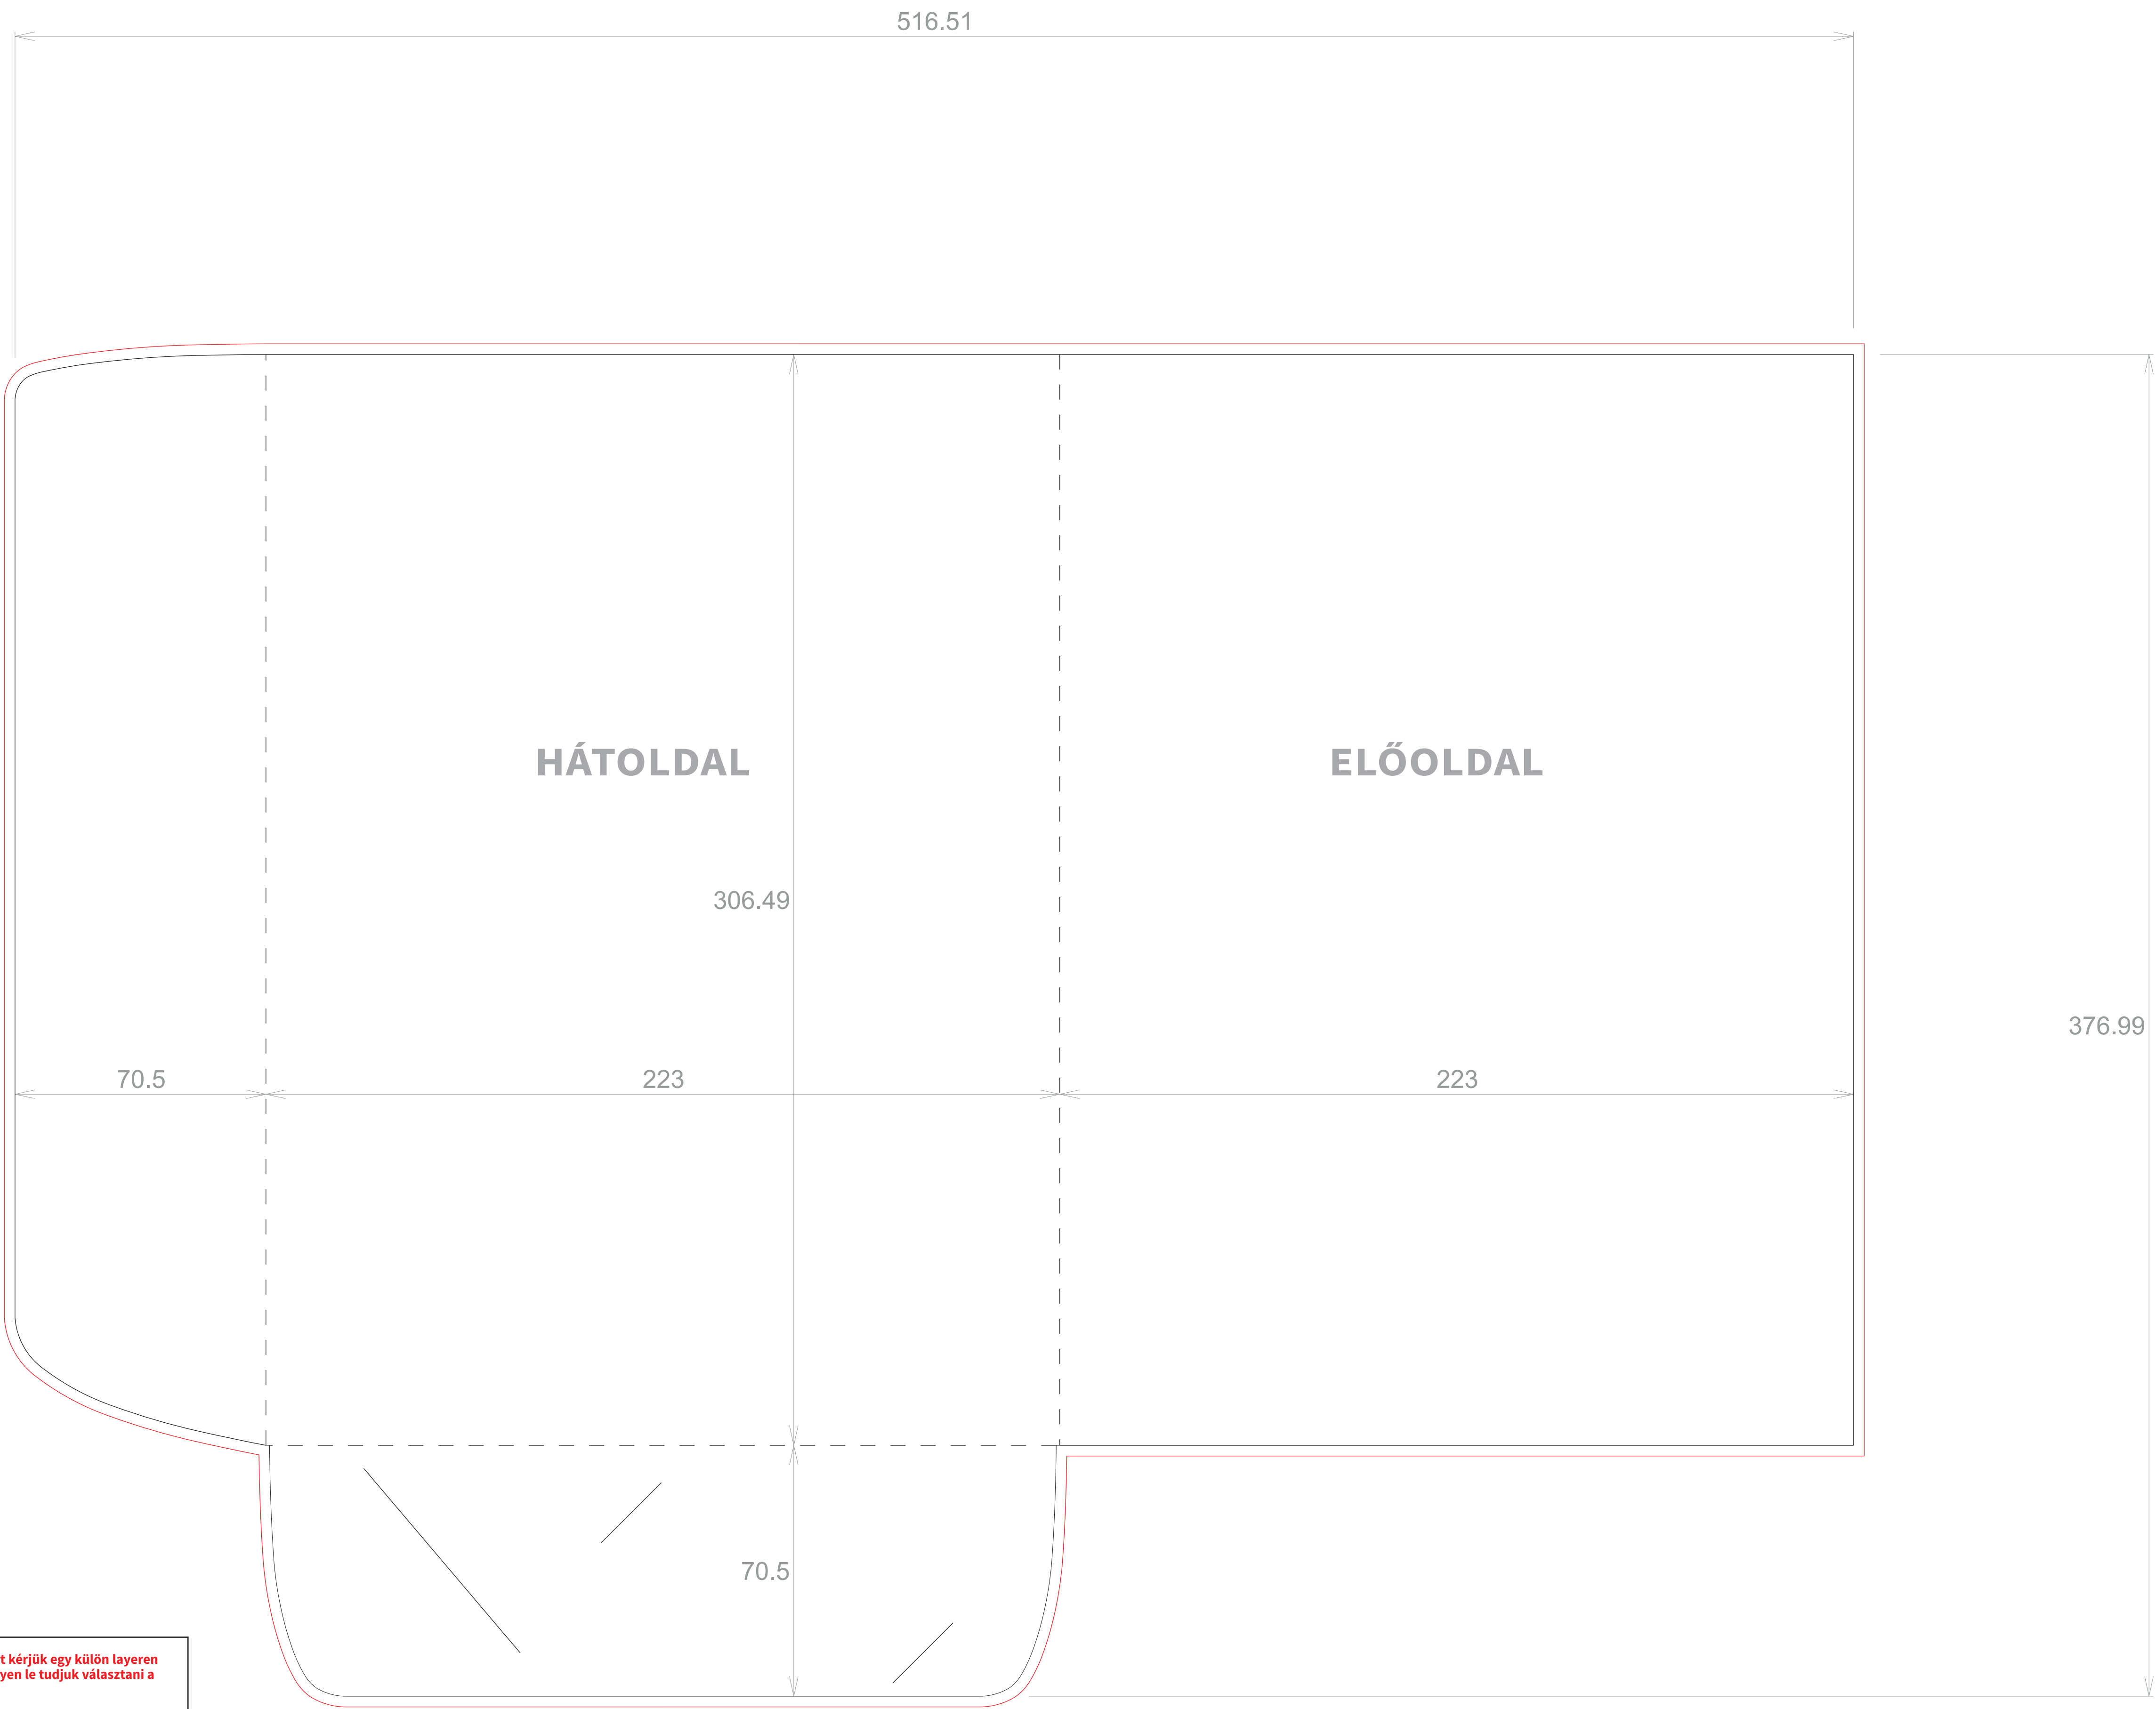 516.51
HÁTOLDAL
ELŐOLDAL
306.49
376.99
70.5
223
223
70.5
t kérjük egy külön layeren
yen le tudjuk választani a